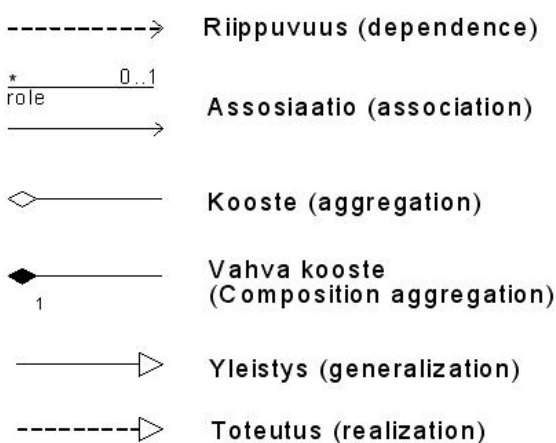 Riippuvuus (dependence)
* 0..1
role
Assosiaatio (association)
Kooste (aggregation)
Vahva kooste
(Composition aggregation)
1
Yleistys (generalization)
Toteutus (realization)